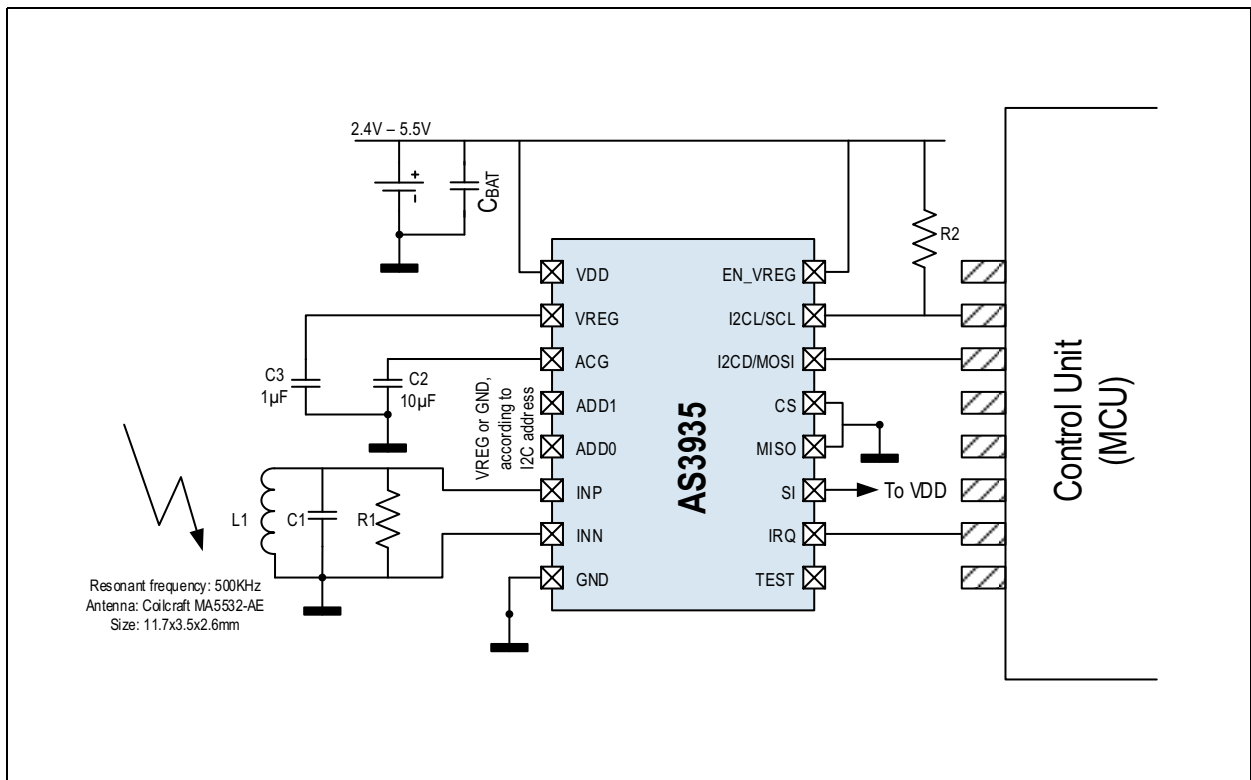 2.4V – 5.5V
+
-
CBAT
R2
VDD
VREG
ACG
ADD1
ADD0
INP
INN
GND
EN_VREG
I2CL/SCL
I2CD/MOSI
CS
MISO
SI
IRQ
TEST
AS3935
C3
1µF
C2
10µF
VREG or GND,
according to
I2C address
L1
C1
R1
To VDD
Resonant frequency: 500KHz
Antenna: Coilcraft MA5532-AE
Size: 11.7x3.5x2.6mm
Control Unit
(MCU)